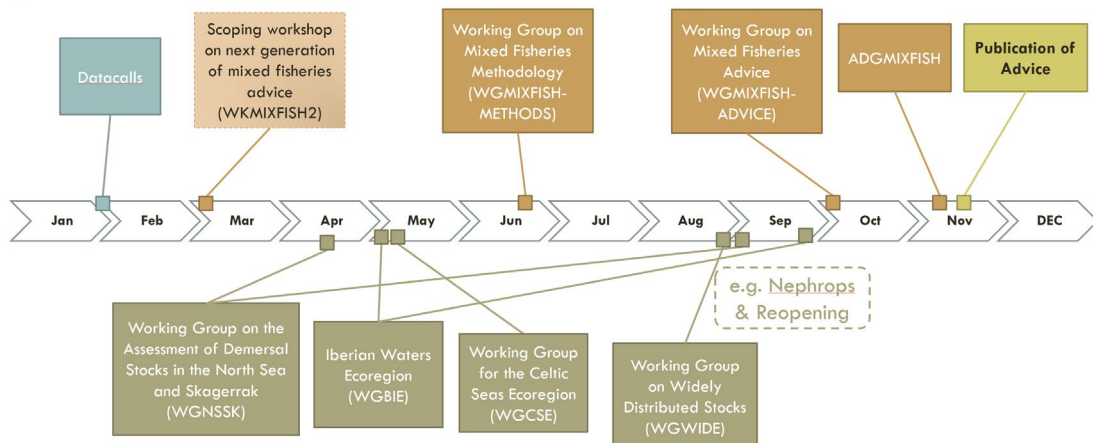 Datacalls
Scoping workshop
on next generation
of mixed fisheries
advice
(WKMIXFISH2)
Working Group on
Mixed Fisheries
Methodology
(WGMIXFISH-
METHODS)
Working Group on
Mixed Fisheries
Advice
(WGMIXFISH-
ADVICE)
ADGMIXFISH
Publication of
Advice
Jan
Feb
Mar
Apr
May
Jun
Jul
Aug
Sep
Oct
Nov
DEC
e.g. Nephrops
& Reopening
Working Group on the
Assessment of Demersal
Stocks in the North Sea
and Skagerrak
(WGNSSK)
Iberian Waters
Ecoregion
(WGBIE)
Working Group
for the Celtic
Seas Ecoregion
(WGCSE)
Working Group
on Widely
Distributed Stocks
(WGWIDE)